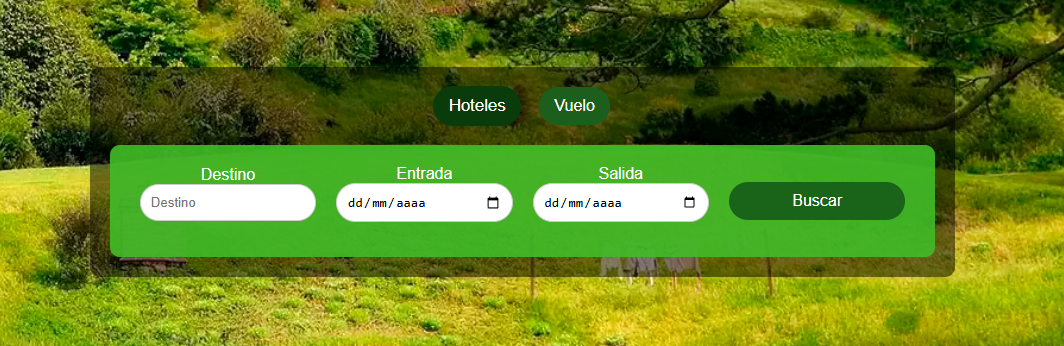 Hoteles Vuelo
Destino Entrada Salida
Destino dd/mm/aaaa dd/mm/aaaa Buscar